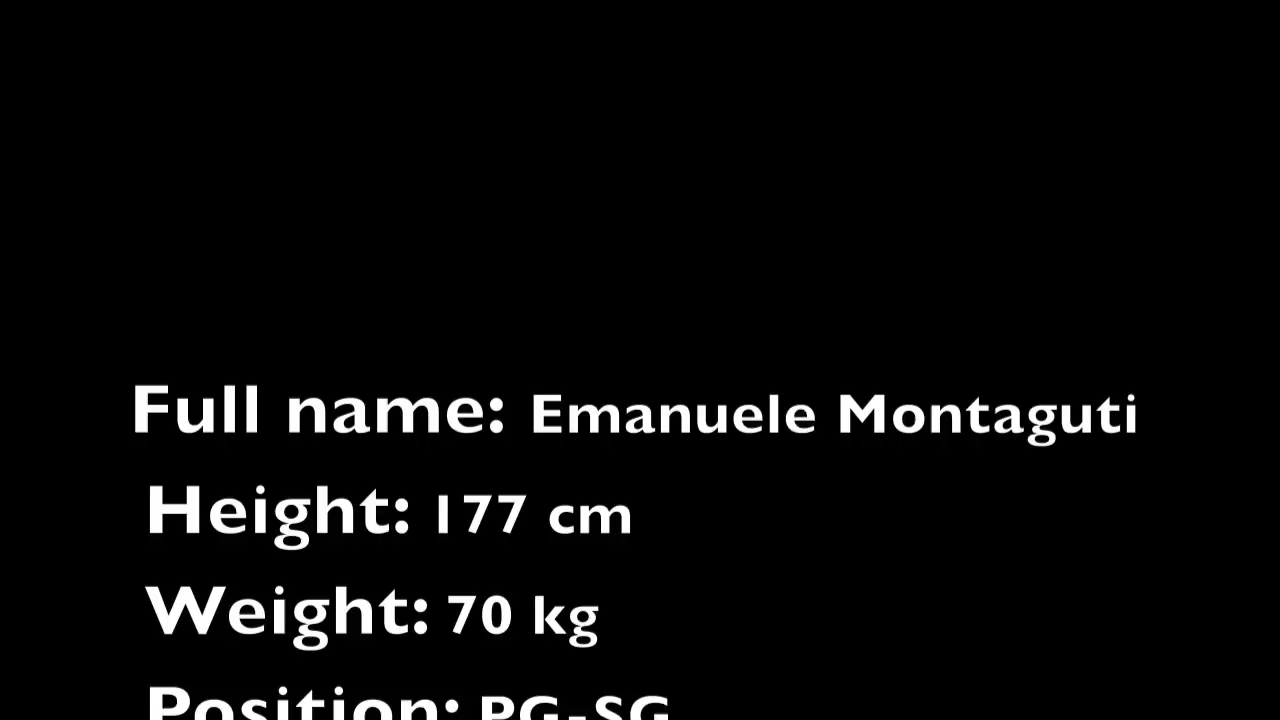 Full name: Emanuele Montaguti
Height: 177 cm
Weight: 70 kg
Position: PG-SG